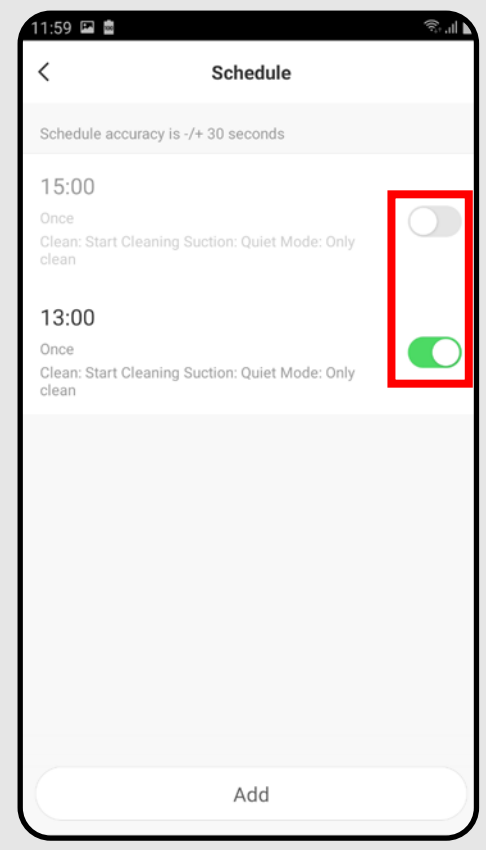 11:59
Schedule
Schedule accuracy is -/+ 30 seconds
15:00
Once
Clean: Start Cleaning Suction: Quiet Mode: Only
clean
13:00
Once
Clean: Start Cleaning Suction: Quiet Mode: Only
clean
Add